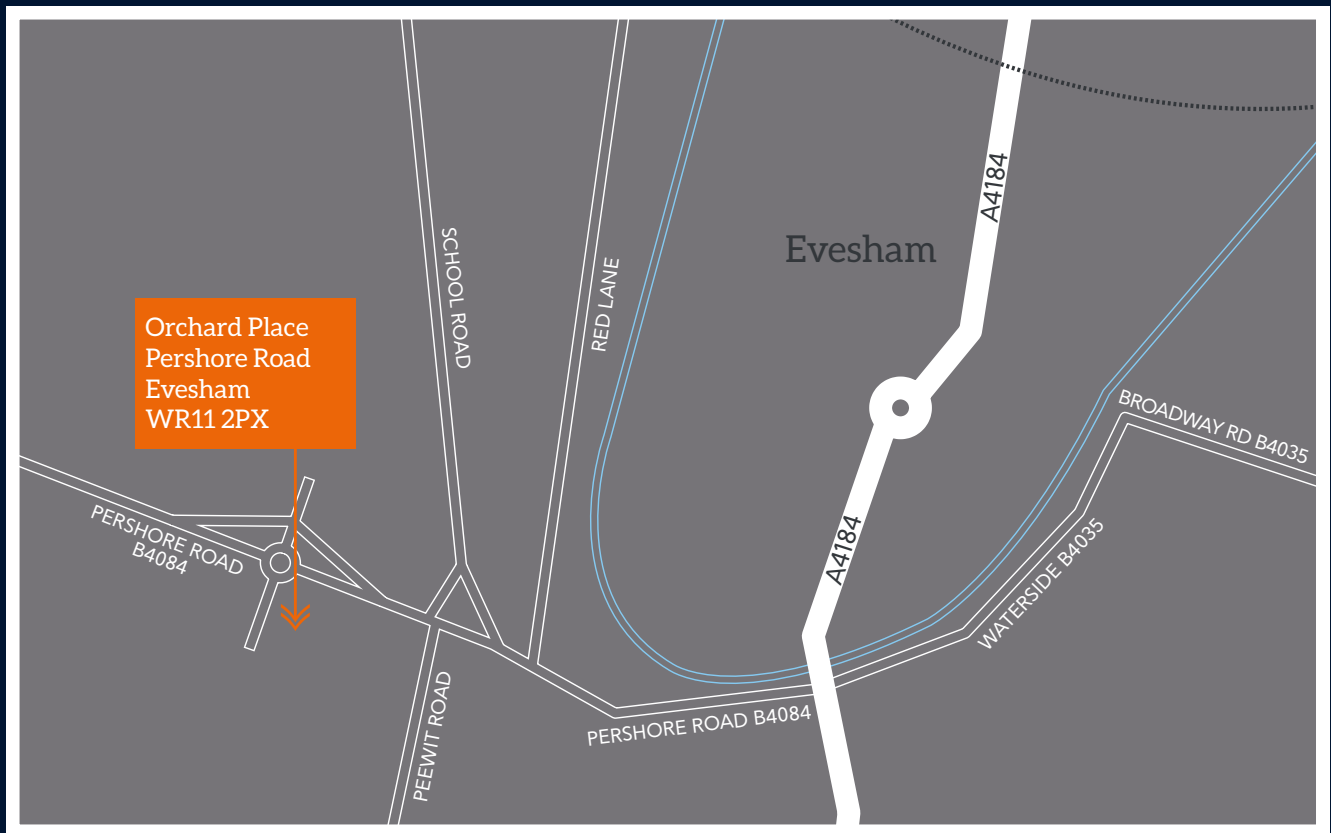 A4184
SCHOOL ROAD
Evesham
RED LANE
Orchard Place
Pershore Road
Evesham
WR11 2PX
BROADWAY RD B4035
PERSHORE ROAD
B4084
A4184
WATERSIDE B4035
PEEWIT ROAD
PERSHORE ROAD B4084